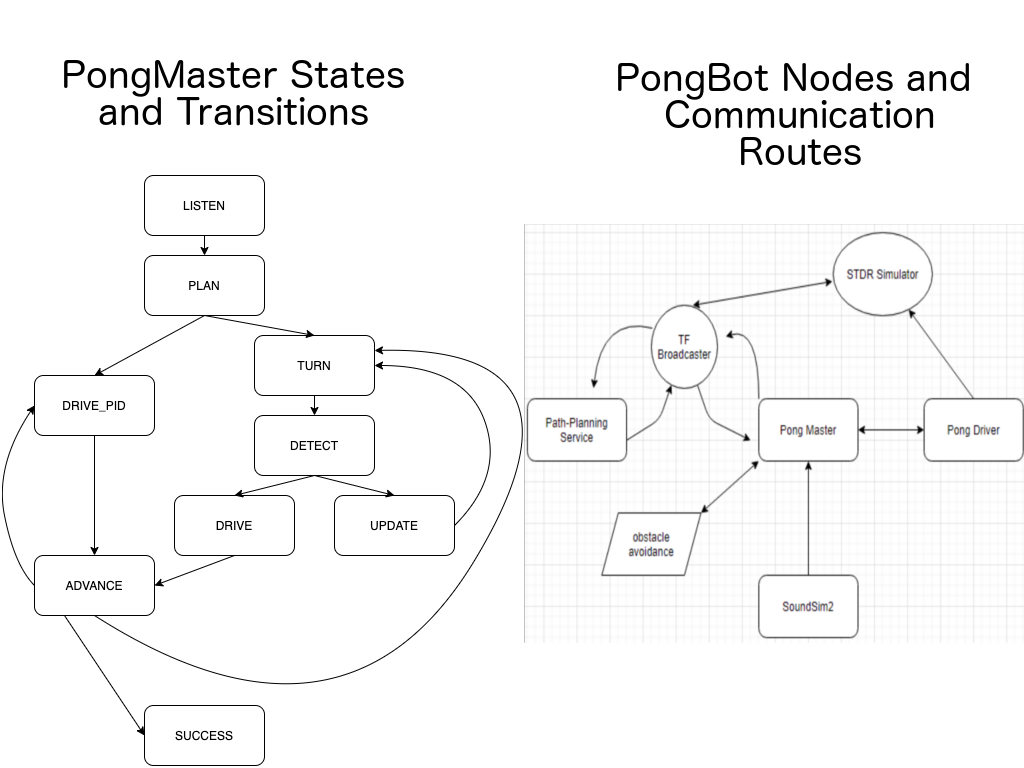 PongMaster States
and Transitions
PongBot Nodes and
Communication
Routes
LISTEN
PLAN
TURN
DRIVE_PID
DETECT
DRIVE
UPDATE
ADVANCE
SUCCESS
STDR Simulator
TF
Broadcaster
Path-Planning
Service
Pong Master
Pong Driver
obstacle
avoidance
SoundSim2